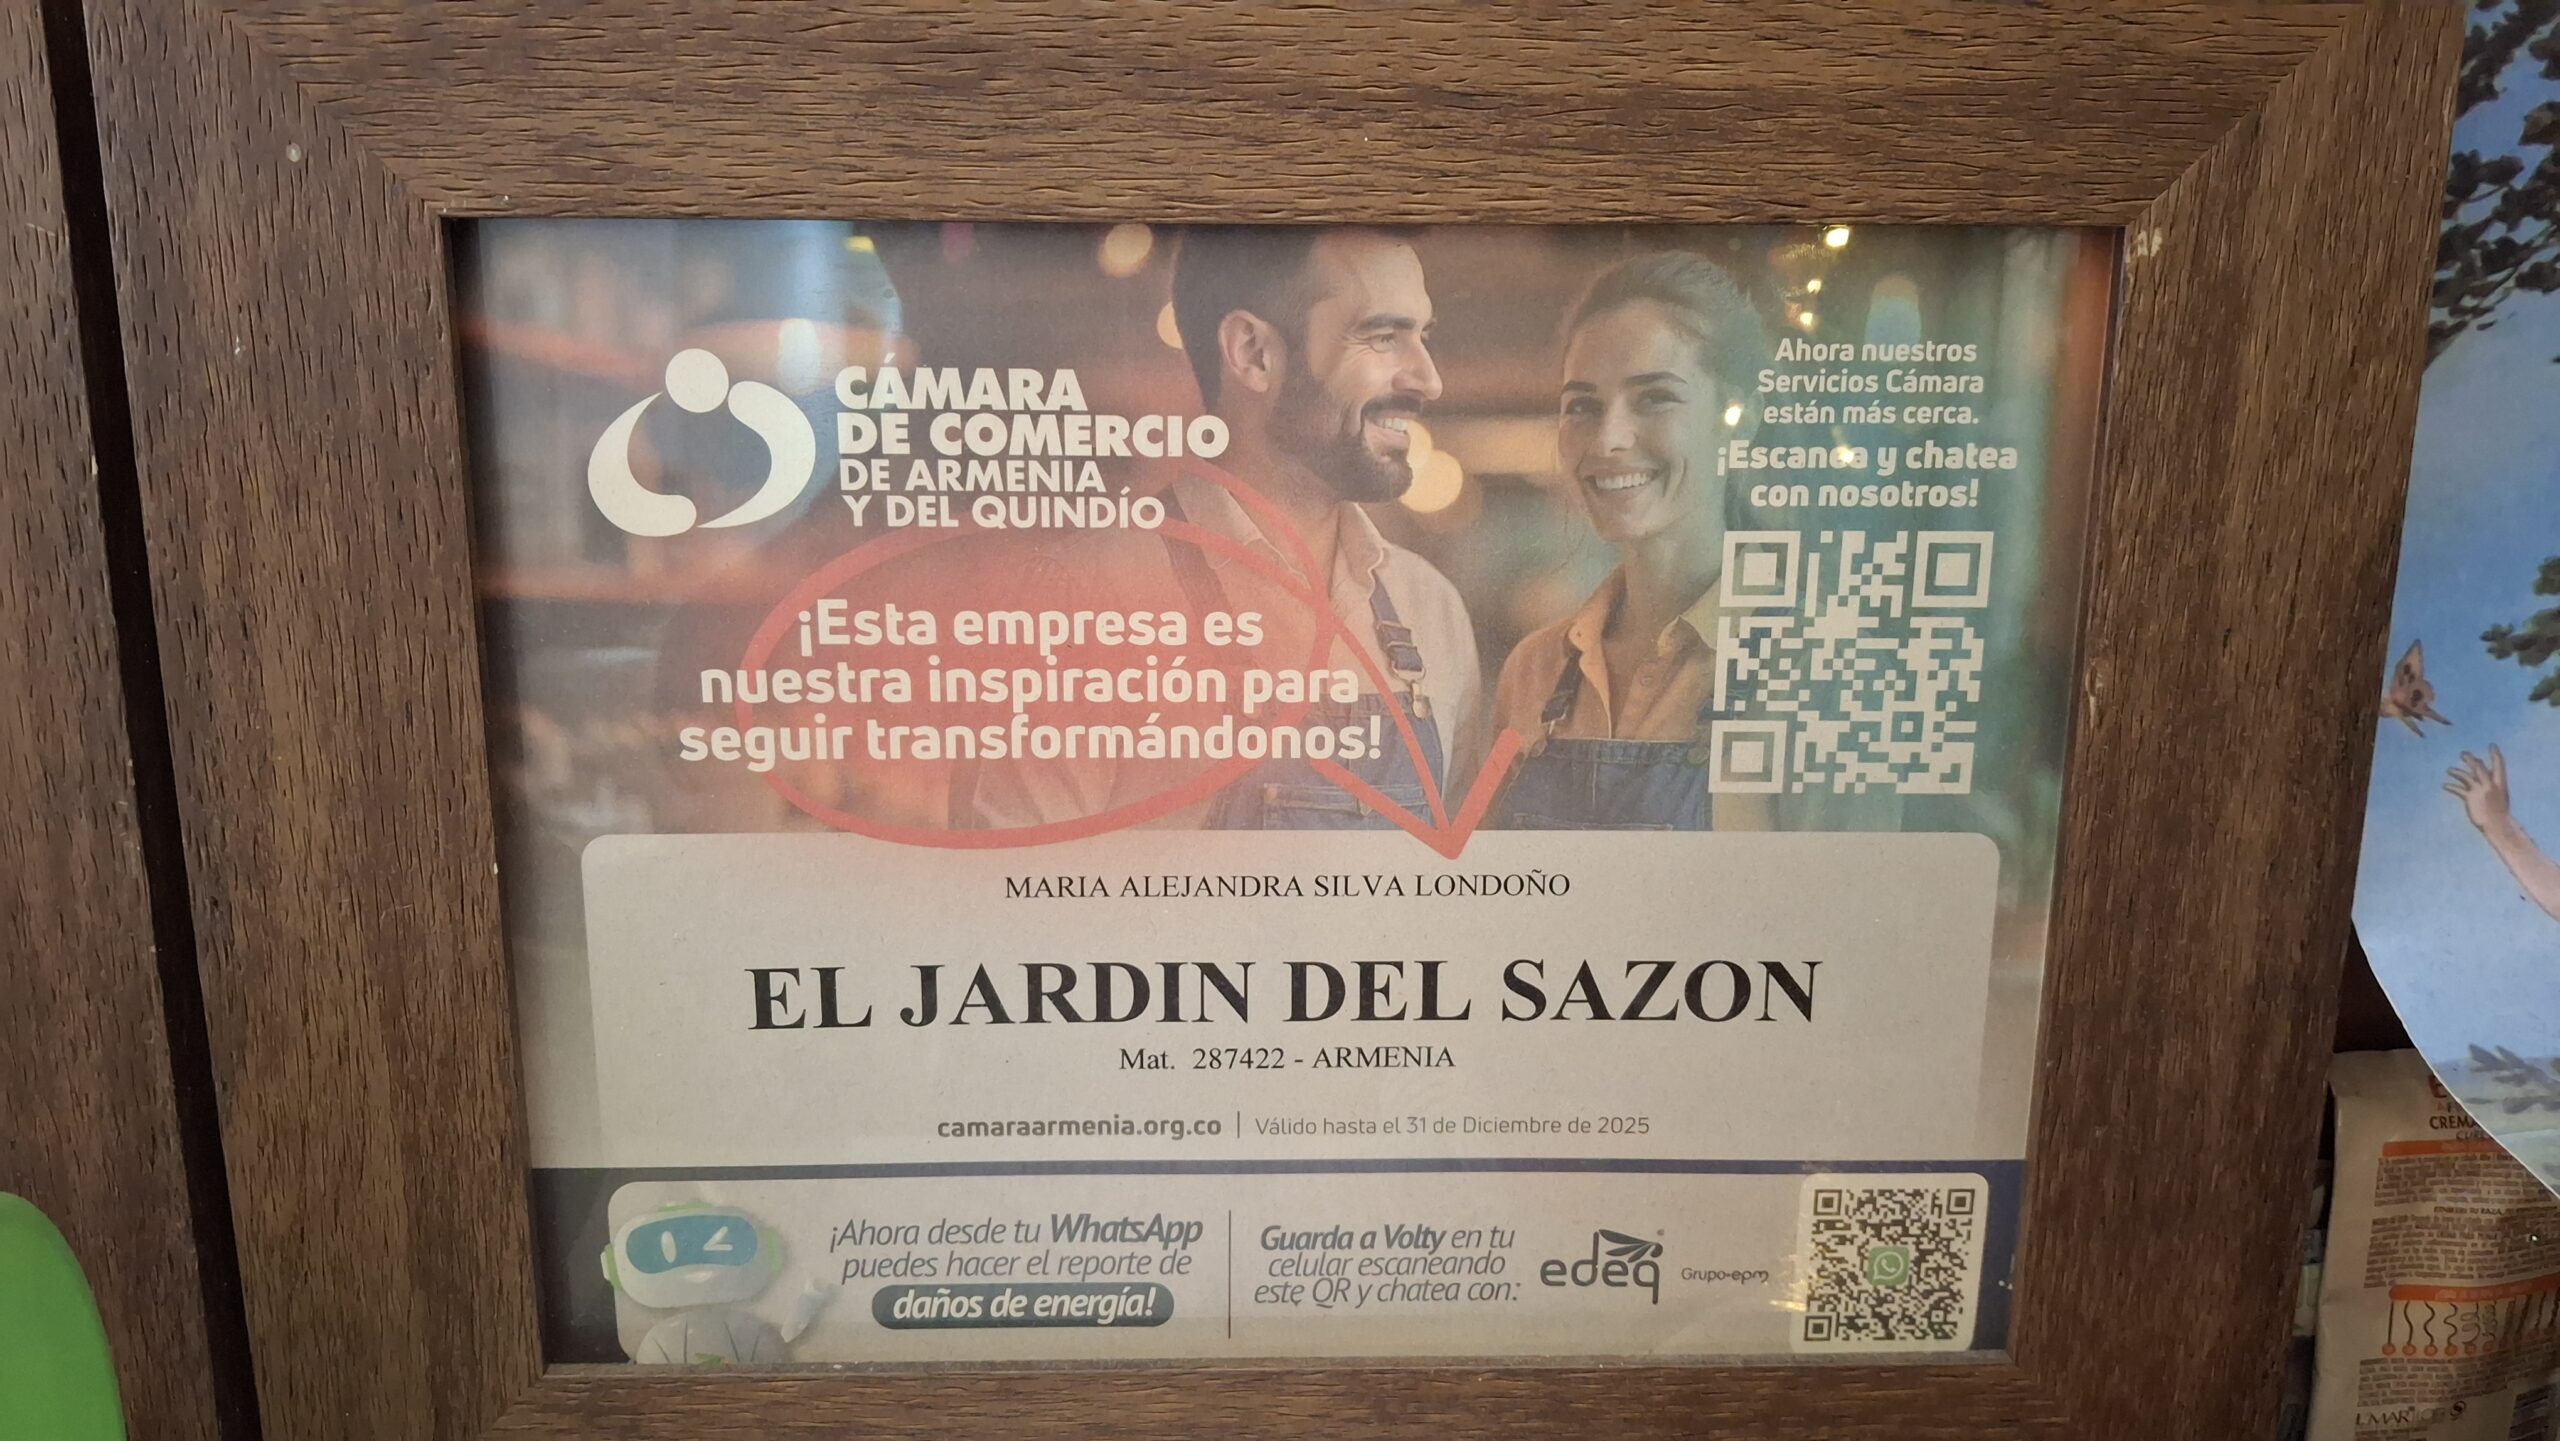 CÁMARA
DE COMERCIO
DE ARMENIA
Y DEL QUINDÍO
Ahora nuestros
Servicios Cámara
están más cerca.
¡Escanea y chatea
con nosotros!
¡Esta empresa es
nuestra inspiración para
seguir transformándonos!
MARIA ALEJANDRA SILVA LONDOÑO
EL JARDIN DEL SAZON
Mat. 287422 - ARMENIA
camaraarmenia.org.co | Válido hasta el 31 de Diciembre de 2025
¡Ahora desde tu WhatsApp
puedes hacer el reporte de
daños de energía!
Guarda a Volty en tu
celular escaneando
este QR y chatea con:
edeq
Grupo·epm
CREMA